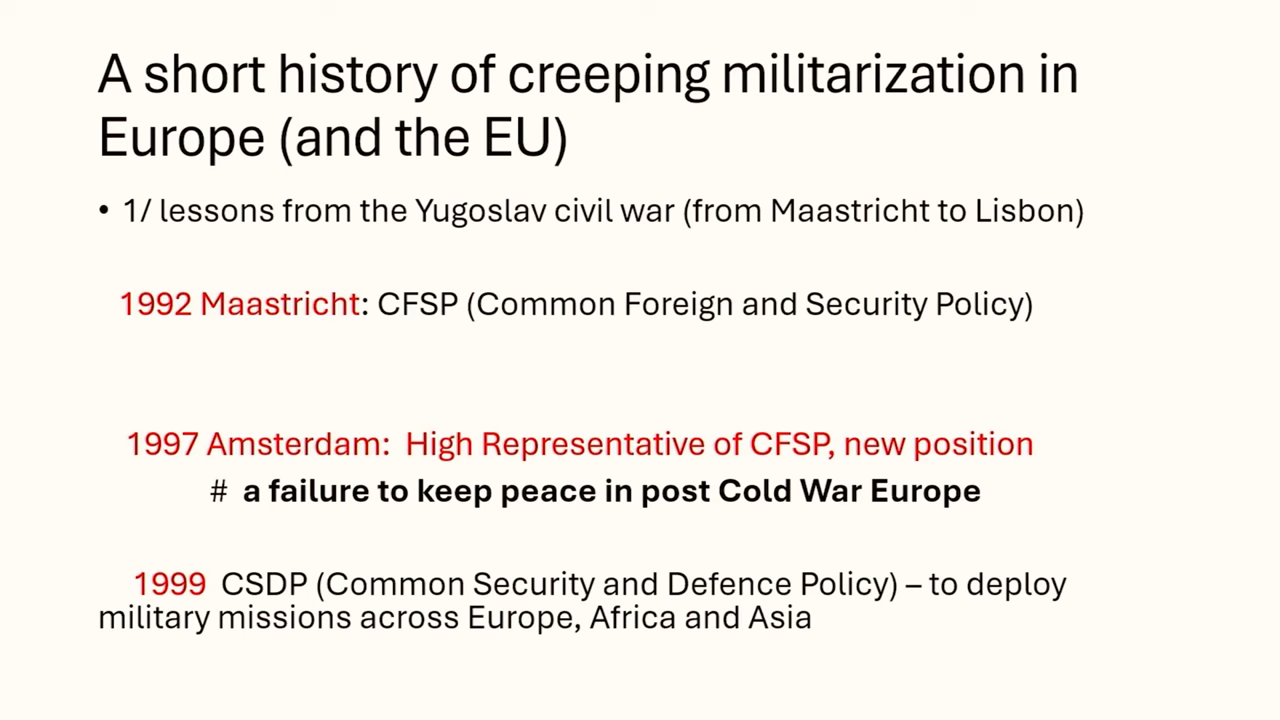 A short history of creeping militarization in
Europe (and the EU)
• 1/ lessons from the Yugoslav civil war (from Maastricht to Lisbon)
1992 Maastricht: CFSP (Common Foreign and Security Policy)
1997 Amsterdam:  High Representative of CFSP, new position
#  a failure to keep peace in post Cold War Europe
1999  CSDP (Common Security and Defence Policy) – to deploy
military missions across Europe, Africa and Asia